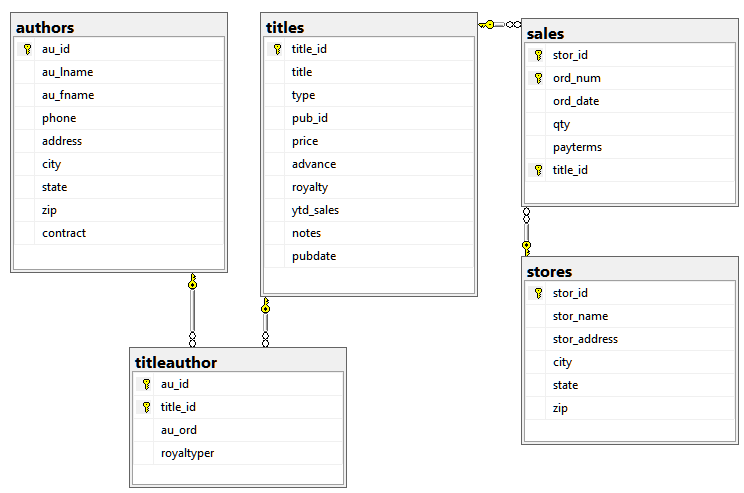 authors
au_id
au_lname
au_fname
phone
address
city
state
zip
contract
titles
title_id
title
type
pub_id
price
advance
royalty
ytd_sales
notes
pubdate
sales
stor_id
ord_num
ord_date
qty
payterms
title_id
stores
stor_id
stor_name
stor_address
city
state
zip
titleauthor
au_id
title_id
au_ord
royaltyper